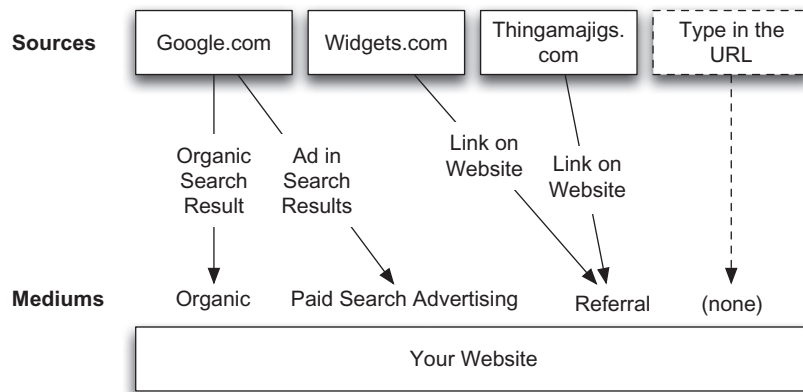 Sources
Google.com
Widgets.com
Thingamajigs.
com
Type in the
URL
Organic
Search
Result
Ad in
Search
Results
Link on
Website
Link on
Website
Mediums
Organic
Paid Search Advertising
Referral
(none)
Your Website